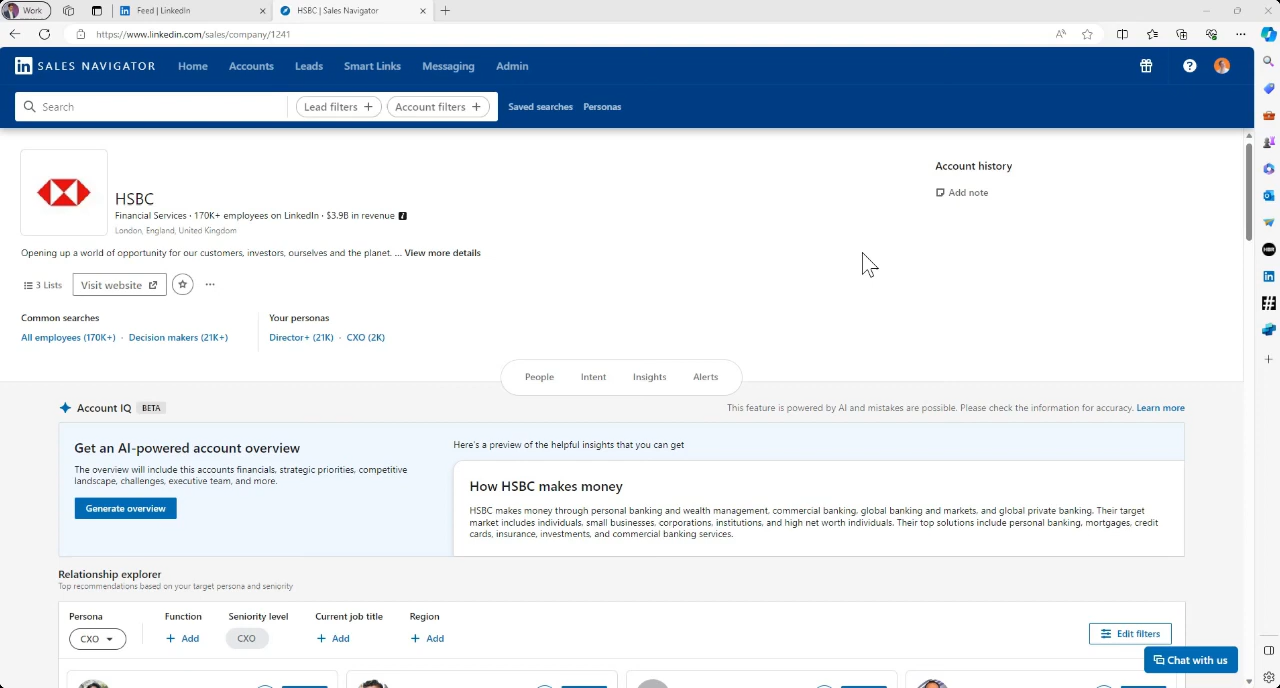 Work
Feed | LinkedIn
HSBC | Sales Navigator
https://www.linkedin.com/sales/company/1241
in SALES NAVIGATOR
Home
Accounts
Leads
Smart Links
Messaging
Admin
Search
Lead filters +
Account filters +
Saved searches
Personas
HSBC
Financial Services · 170K+ employees on LinkedIn · $3.9B in revenue
London, England, United Kingdom
Opening up a world of opportunity for our customers, investors, ourselves and the planet. ... View more details
3 Lists
Visit website
Account history
Add note
Common searches
All employees (170K+) · Decision makers (21K+)
Your personas
Director+ (21K) · CXO (2K)
People
Intent
Insights
Alerts
Account IQ BETA
This feature is powered by AI and mistakes are possible. Please check the information for accuracy. Learn more
Get an AI-powered account overview
The overview will include this accounts financials, strategic priorities, competitive
landscape, challenges, executive team, and more.
Generate overview
Here's a preview of the helpful insights that you can get
How HSBC makes money
HSBC makes money through personal banking and wealth management, commercial banking, global banking and markets, and global private banking. Their target
market includes individuals, small businesses, corporations, institutions, and high net worth individuals. Their top solutions include personal banking, mortgages, credit
cards, insurance, investments, and commercial banking services.
Relationship explorer
Top recommendations based on your target persona and seniority
Persona
CXO
Function
+ Add
Seniority level
CXO
Current job title
+ Add
Region
+ Add
Edit filters
Chat with us